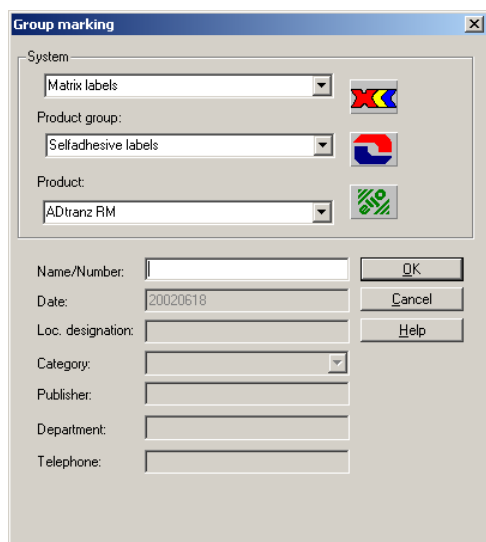 Group marking
System
Matrix labels
Product group:
Selfadhesive labels
Product:
ADtranz RM
Name/Number:
OK
Date:
20020618
Cancel
Loc. designation:
Help
Category:
Publisher:
Department:
Telephone: